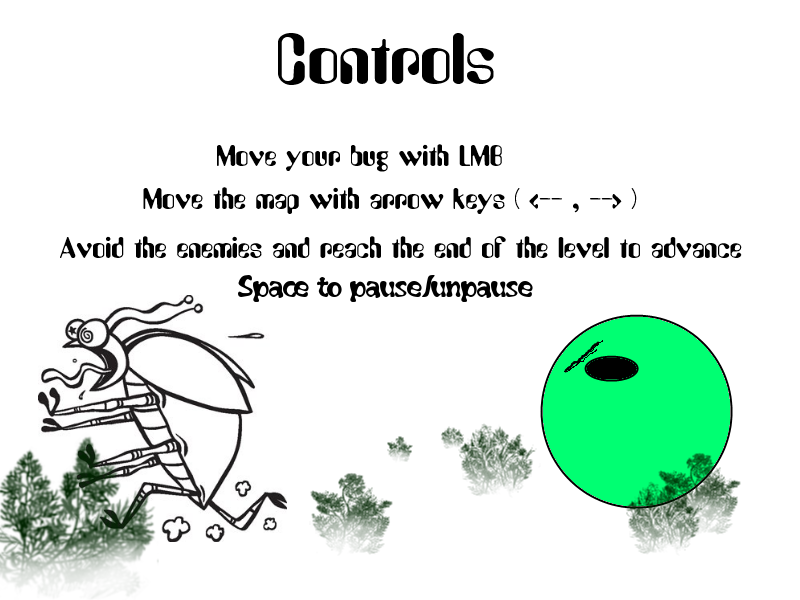 Controls
Move your bug with LMB
Move the map with arrow keys ( <-- , --> )
Avoid the enemies and reach the end of the level to advance
Space to pause/unpause